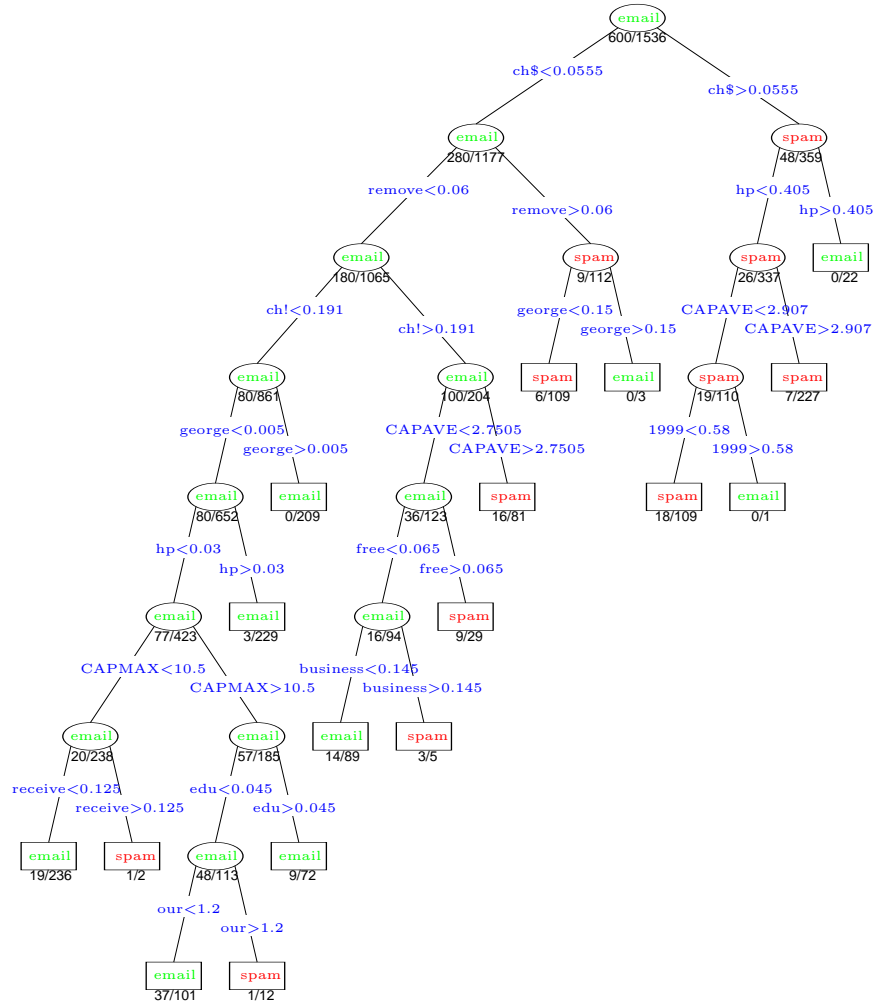 email
600/1536
ch$<0.0555
ch$>0.0555
email
280/1177
spam
48/359
remove<0.06
hp<0.405
remove>0.06
hp>0.405
email
180/1065
spam
9/112
spam
26/337
email
0/22
ch!<0.191
george<0.15
CAPAVE<2.907
ch!>0.191
george>0.15
CAPAVE>2.907
email
80/861
email
100/204
spam
6/109
email
0/3
spam
19/110
spam
7/227
george<0.005
CAPAVE<2.7505
1999<0.58
george>0.005
CAPAVE>2.7505
1999>0.58
email
80/652
email
0/209
email
36/123
spam
16/81
spam
18/109
email
0/1
hp<0.03
free<0.065
hp>0.03
free>0.065
email
77/423
email
3/229
email
16/94
spam
9/29
CAPMAX<10.5
business<0.145
CAPMAX>10.5
business>0.145
email
20/238
email
57/185
email
14/89
spam
3/5
receive<0.125
edu<0.045
receive>0.125
edu>0.045
email
19/236
spam
1/2
email
48/113
email
9/72
our<1.2
our>1.2
email
37/101
spam
1/12